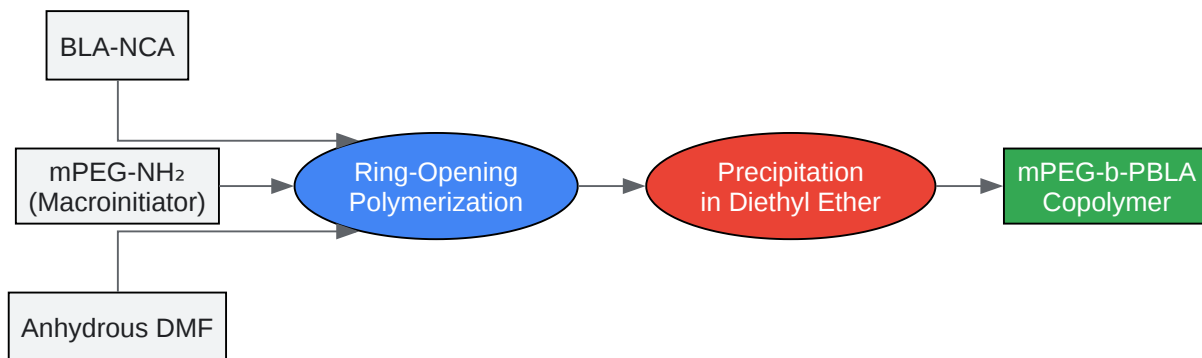 BLA-NCA
mPEG-NH₂
(Macroinitiator)
Anhydrous DMF
Ring-Opening
Polymerization
Precipitation
in Diethyl Ether
mPEG-b-PBLA
Copolymer